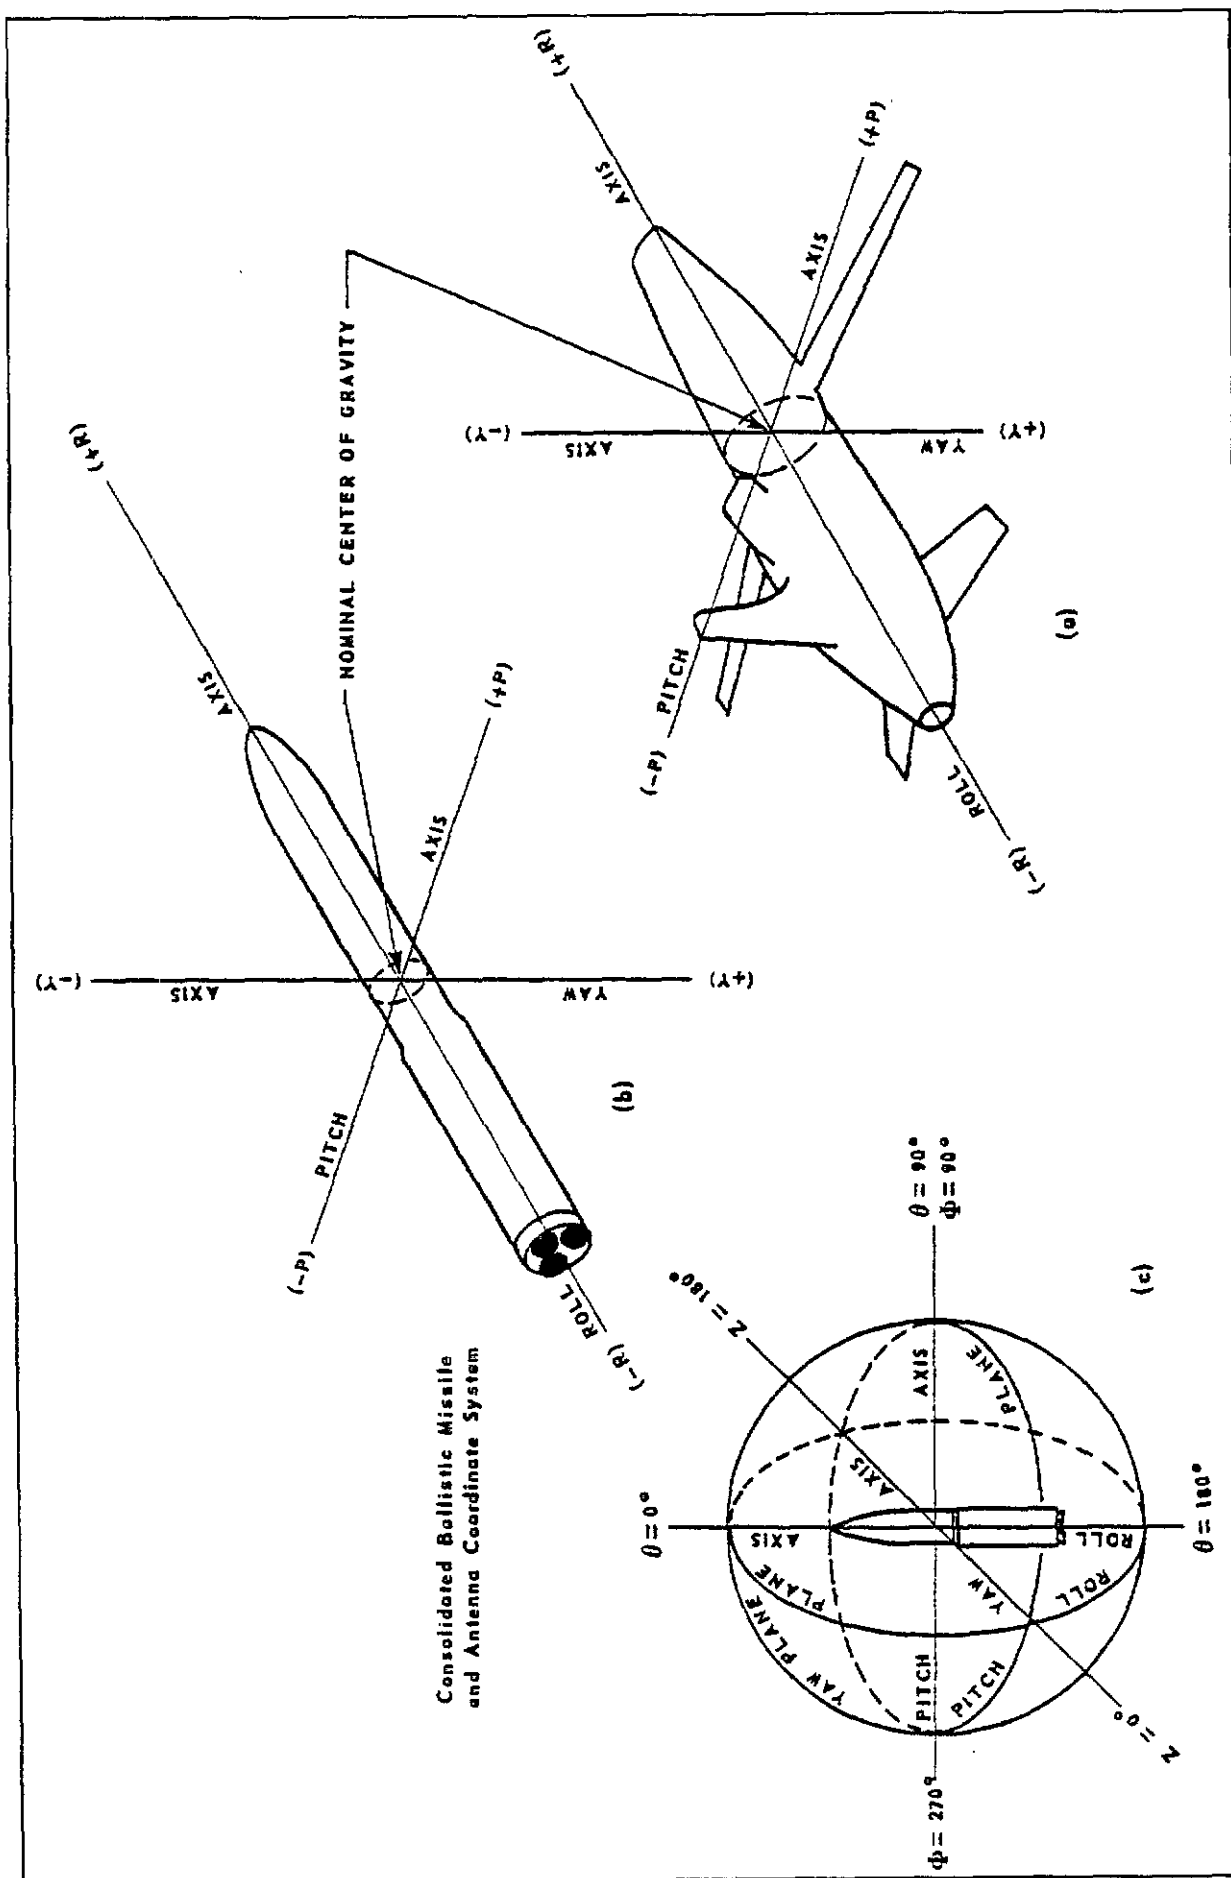 Consolidated Ballistic Missile
and Antenna Coordinate System
(-Y)
AXIS
(+R)
AXIS
NOMINAL CENTER OF GRAVITY
(-P)
PITCH
AXIS
(+P)
YAW
(+Y)
ROLL
(-R)
(b)
(-Y)
AXIS
(+R)
AXIS
(-P)
PITCH
AXIS
(+P)
YAW
(+Y)
ROLL
(-R)
(a)
θ = 0°
Z = 180°
AXIS
PLANE
YAW PLANE
AXIS
PITCH
AXIS
Φ = 270°
θ = 90°
Φ = 90°
PITCH
PLANE
YAW
ROLL
ROLL
Z = 0°
θ = 180°
(c)